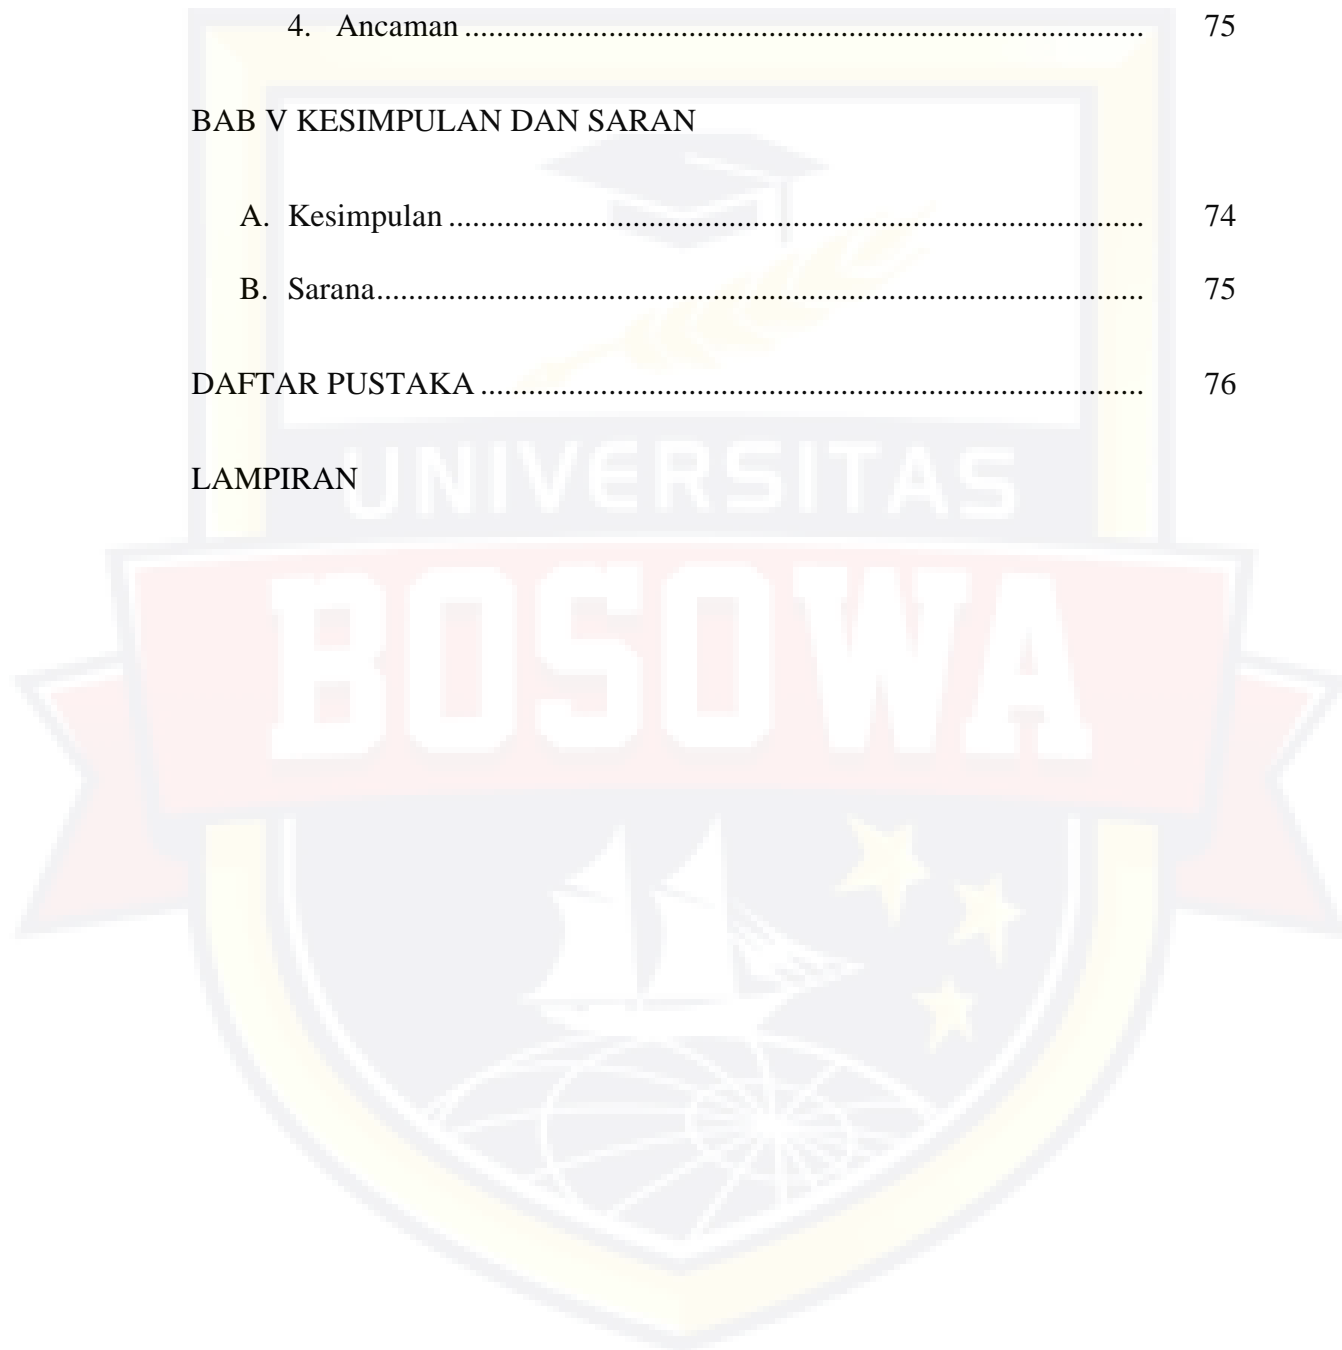 4. Ancaman ........................................................................................ 75
BAB V KESIMPULAN DAN SARAN
A. Kesimpulan ........................................................................................ 74
B. Sarana........................................................................................ 75
DAFTAR PUSTAKA ........................................................................................ 76
LAMPIRAN
UNIVERSITAS
BOSOWA